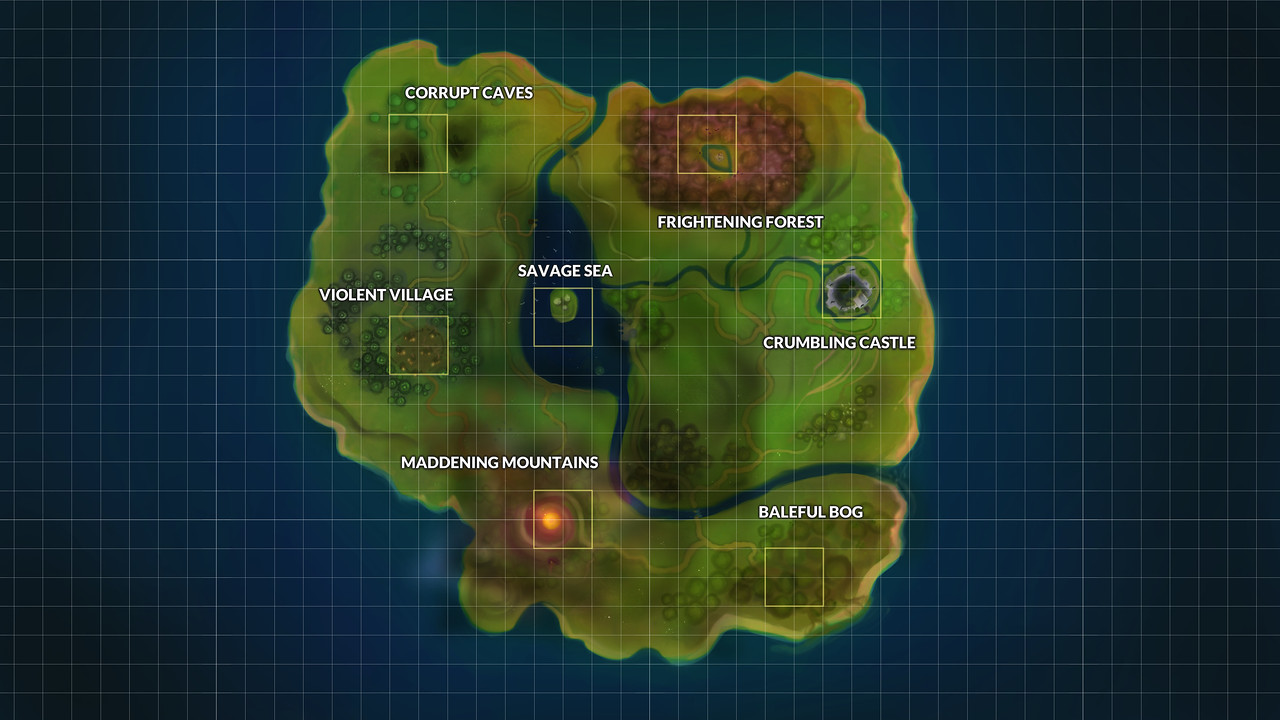 CORRUPT CAVES
FRIGHTENING FOREST
SAVAGE SEA
VIOLENT VILLAGE
CRUMBLING CASTLE
MADDENING MOUNTAINS
BALEFUL BOG